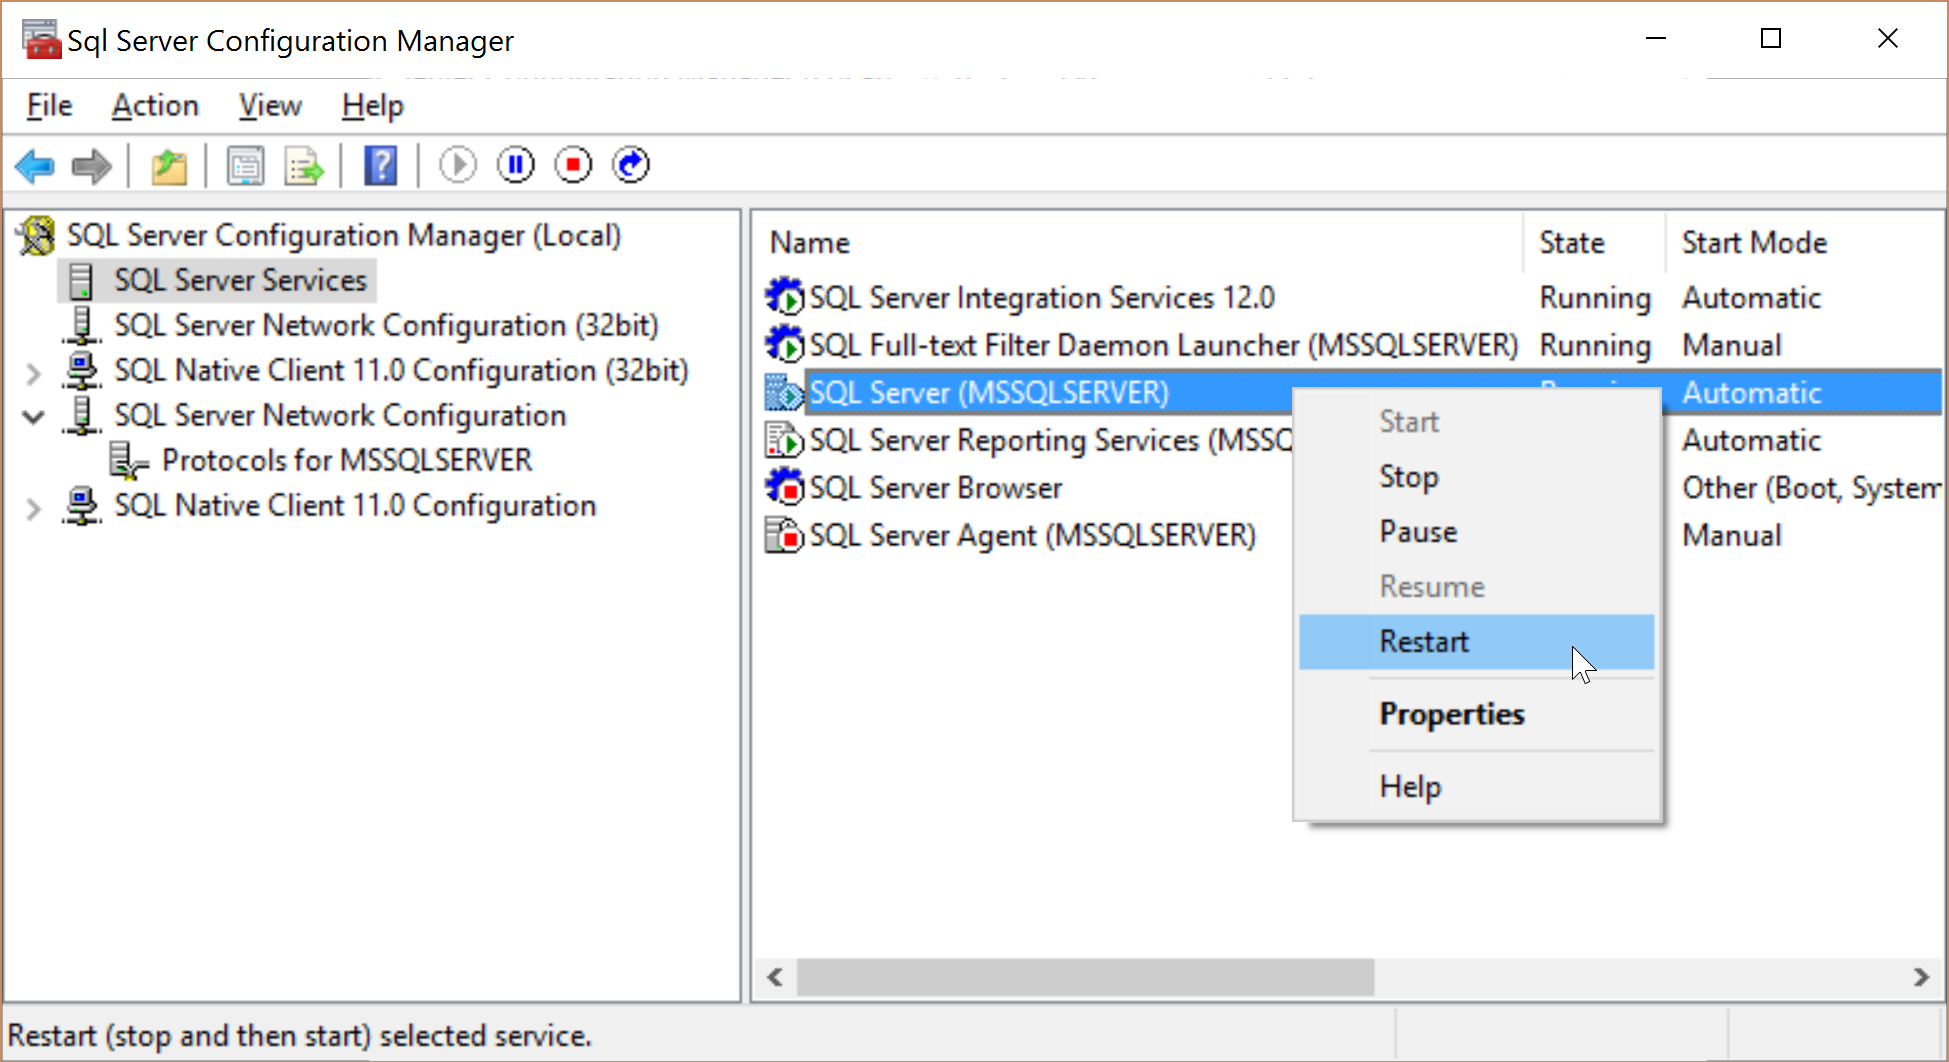 Sql Server Configuration Manager
File Action View Help
SQL Server Configuration Manager (Local)
SQL Server Services
SQL Server Network Configuration (32bit)
SQL Native Client 11.0 Configuration (32bit)
SQL Server Network Configuration
Protocols for MSSQLSERVER
SQL Native Client 11.0 Configuration
Name State Start Mode
SQL Server Integration Services 12.0 Running Automatic
SQL Full-text Filter Daemon Launcher (MSSQLSERVER) Running Manual
SQL Server (MSSQLSERVER) Automatic
SQL Server Reporting Services (MSSQ Automatic
SQL Server Browser Other (Boot, System
SQL Server Agent (MSSQLSERVER) Manual
Start
Stop
Pause
Resume
Restart
Properties
Help
Restart (stop and then start) selected service.